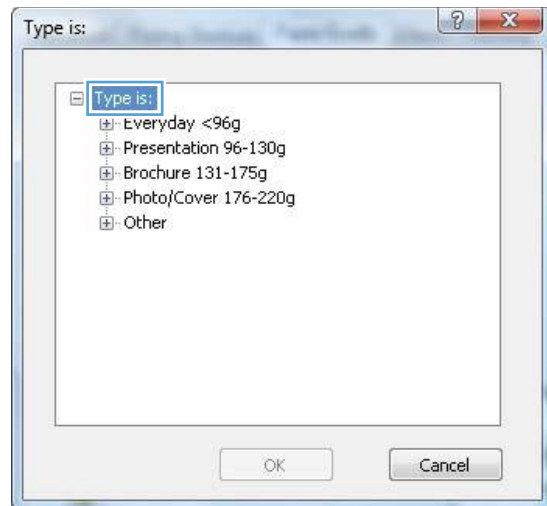 Type is:
Type is:
Everyday <96g
Presentation 96-130g
Brochure 131-175g
Photo/Cover 176-220g
Other
OK
Cancel